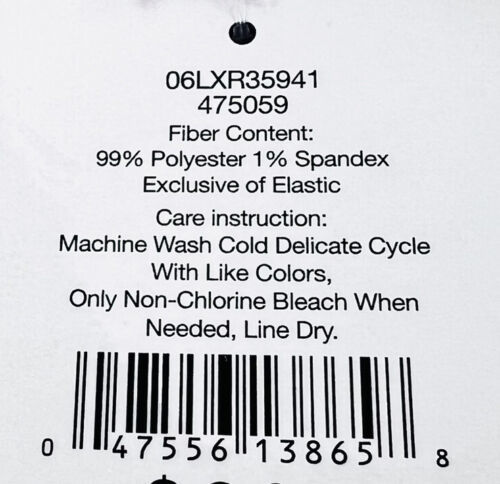 06LXR35941
475059
Fiber Content:
99% Polyester 1% Spandex
Exclusive of Elastic
Care instruction:
Machine Wash Cold Delicate Cycle
With Like Colors,
Only Non-Chlorine Bleach When
Needed, Line Dry.
0 47556 13865 8